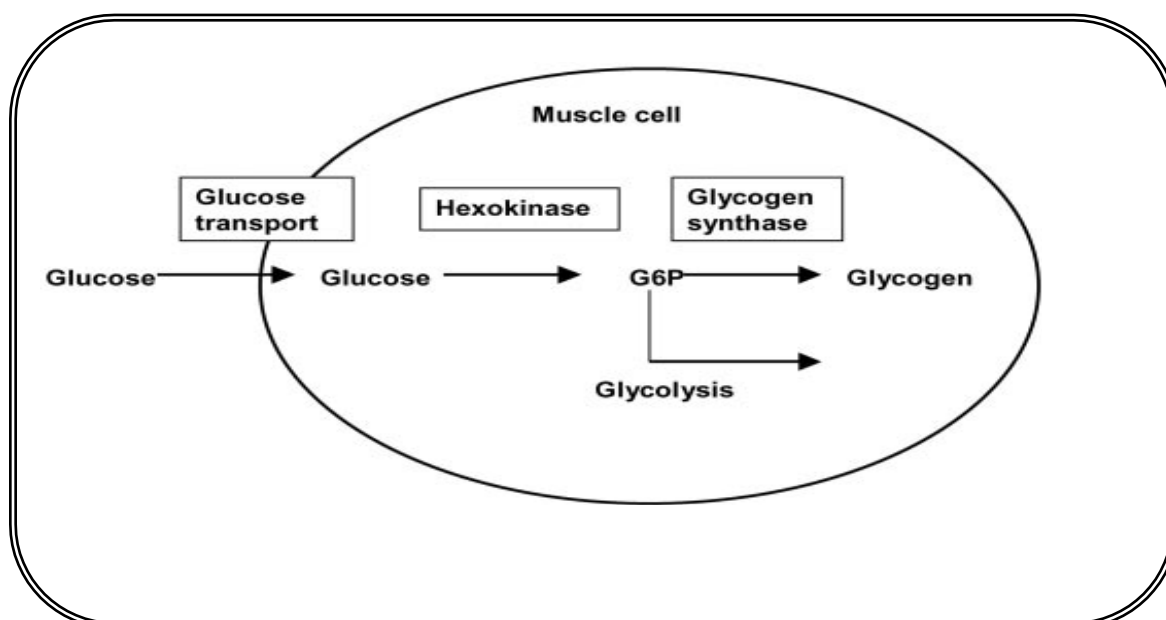 Muscle cell
Glucose
transport
Hexokinase
Glycogen
synthase
Glucose
Glucose
G6P
Glycogen
Glycolysis